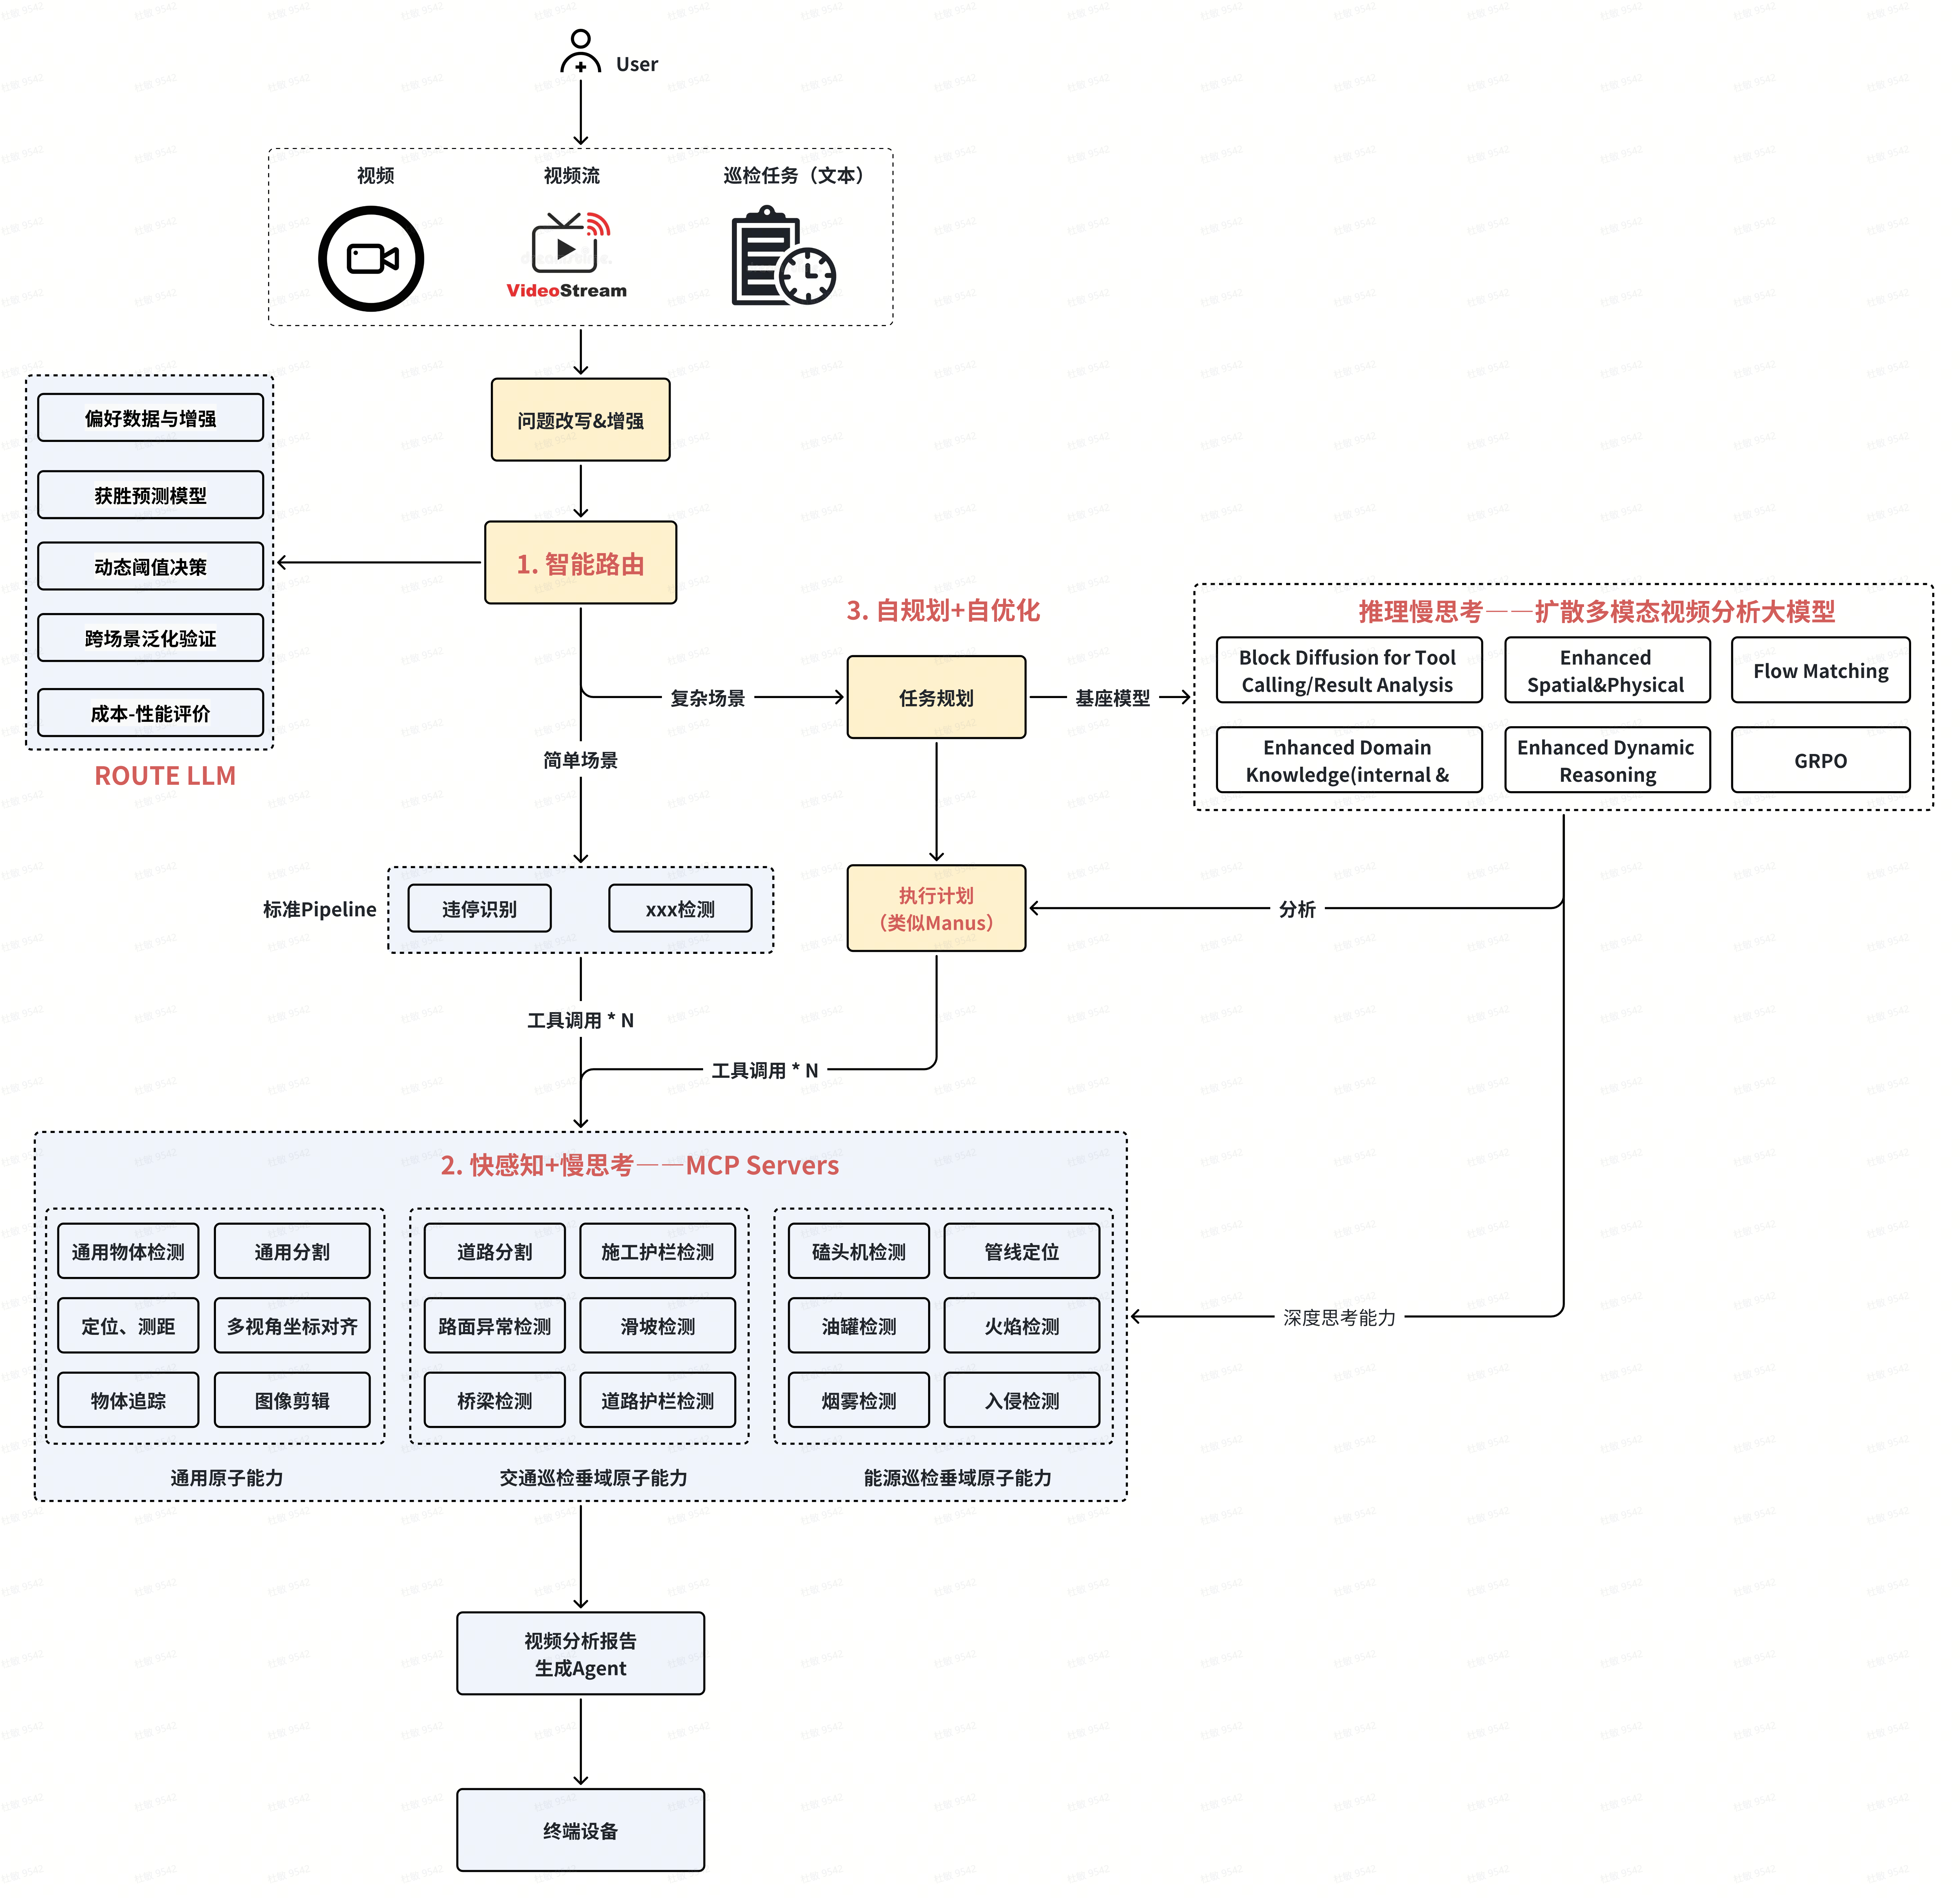 User
视频
视频流
巡检任务（文本）
VideoStream
问题改写&增强
1. 智能路由
偏好数据与增强
获胜预测模型
动态阈值决策
跨场景泛化验证
成本-性能评价
ROUTE LLM
复杂场景
简单场景
3. 自规划+自优化
任务规划
基座模型
推理慢思考——扩散多模态视频分析大模型
Block Diffusion for Tool
Calling/Result Analysis
Enhanced
Spatial&Physical
Flow Matching
Enhanced Domain
Knowledge(internal &
Enhanced Dynamic
Reasoning
GRPO
标准Pipeline
违停识别
xxx检测
执行计划
（类似Manus）
分析
工具调用 * N
工具调用 * N
2. 快感知+慢思考——MCP Servers
通用物体检测
通用分割
定位、测距
多视角坐标对齐
物体追踪
图像剪辑
通用原子能力
道路分割
施工护栏检测
路面异常检测
滑坡检测
桥梁检测
道路护栏检测
交通巡检垂域原子能力
磕头机检测
管线定位
油罐检测
火焰检测
烟雾检测
入侵检测
能源巡检垂域原子能力
深度思考能力
视频分析报告
生成Agent
终端设备
杜敏 9542